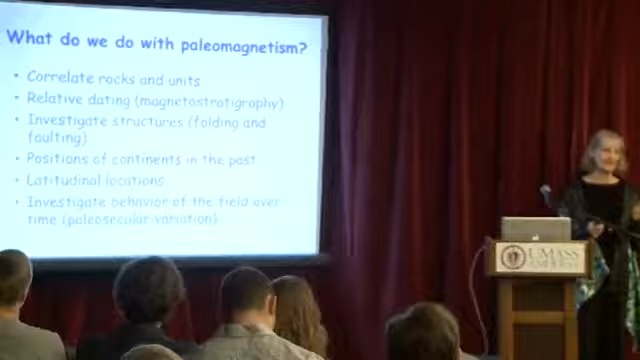 What do we do with paleomagnetism?
• Correlate rocks and units
• Relative dating (magnetostratigraphy)
• Investigate structures (folding and
faulting)
• Positions of continents in the past
• Latitudinal locations
• Investigate behavior of the field over
time (paleosecular variation)
UMASS
AMHERST